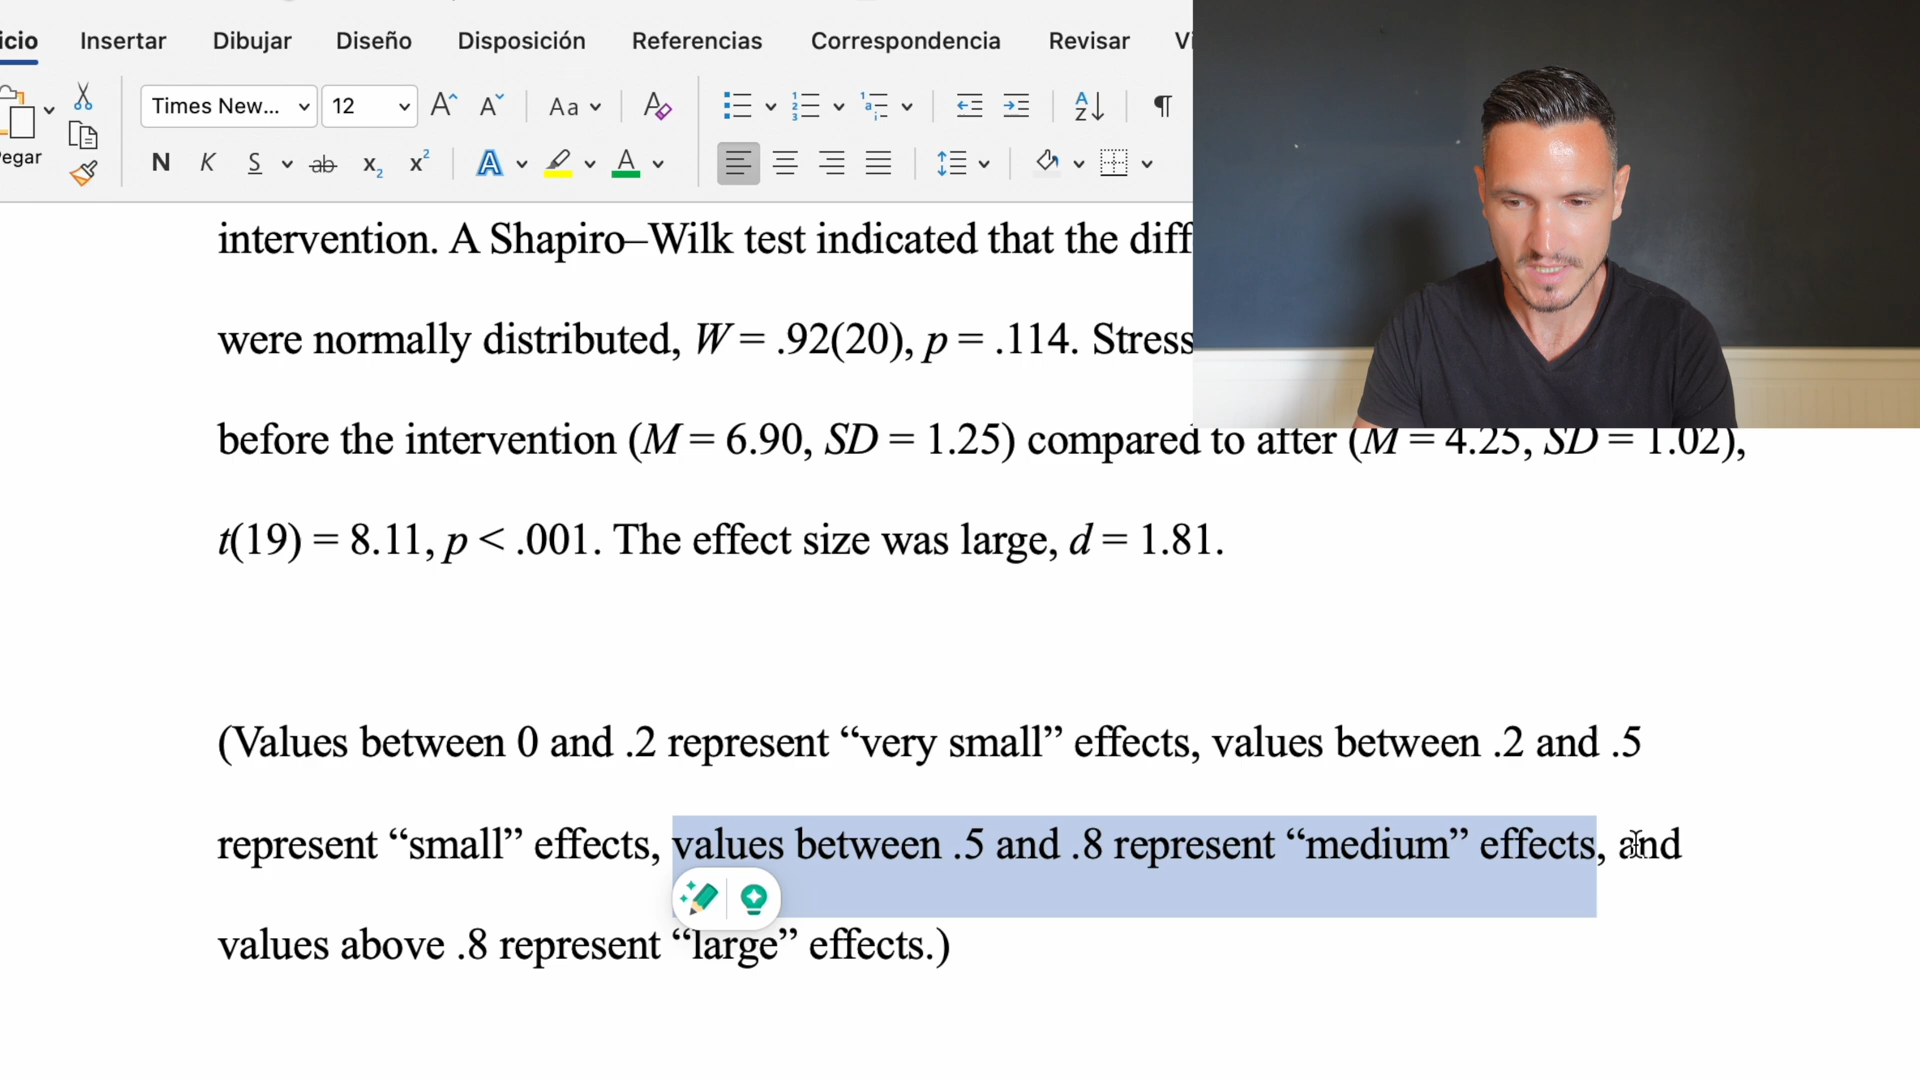 Insertar Dibujar Diseño Disposición Referencias Correspondencia Revisar
Times New... 12 Aa
N K S ab x₂ x²
intervention. A Shapiro–Wilk test indicated that the
were normally distributed, W = .92(20), p = .114. Stress
before the intervention (M = 6.90, SD = 1.25) compared to after (M = 4.25, SD = 1.02),
t(19) = 8.11, p < .001. The effect size was large, d = 1.81.
(Values between 0 and .2 represent “very small” effects, values between .2 and .5
represent “small” effects, values between .5 and .8 represent “medium” effects, and
values above .8 represent “large” effects.)